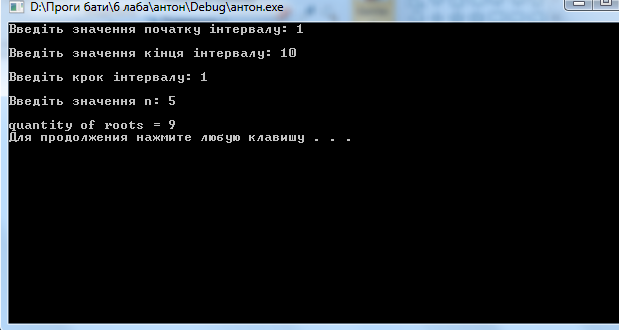 D:\Проги бати\6 лаба\антон\Debug\антон.exe
Введіть значення початку інтервалу: 1
Введіть значення кінця інтервалу: 10
Введіть крок інтервалу: 1
Введіть значення n: 5
quantity of roots = 9
Для продолжения нажмите любую клавишу . . .